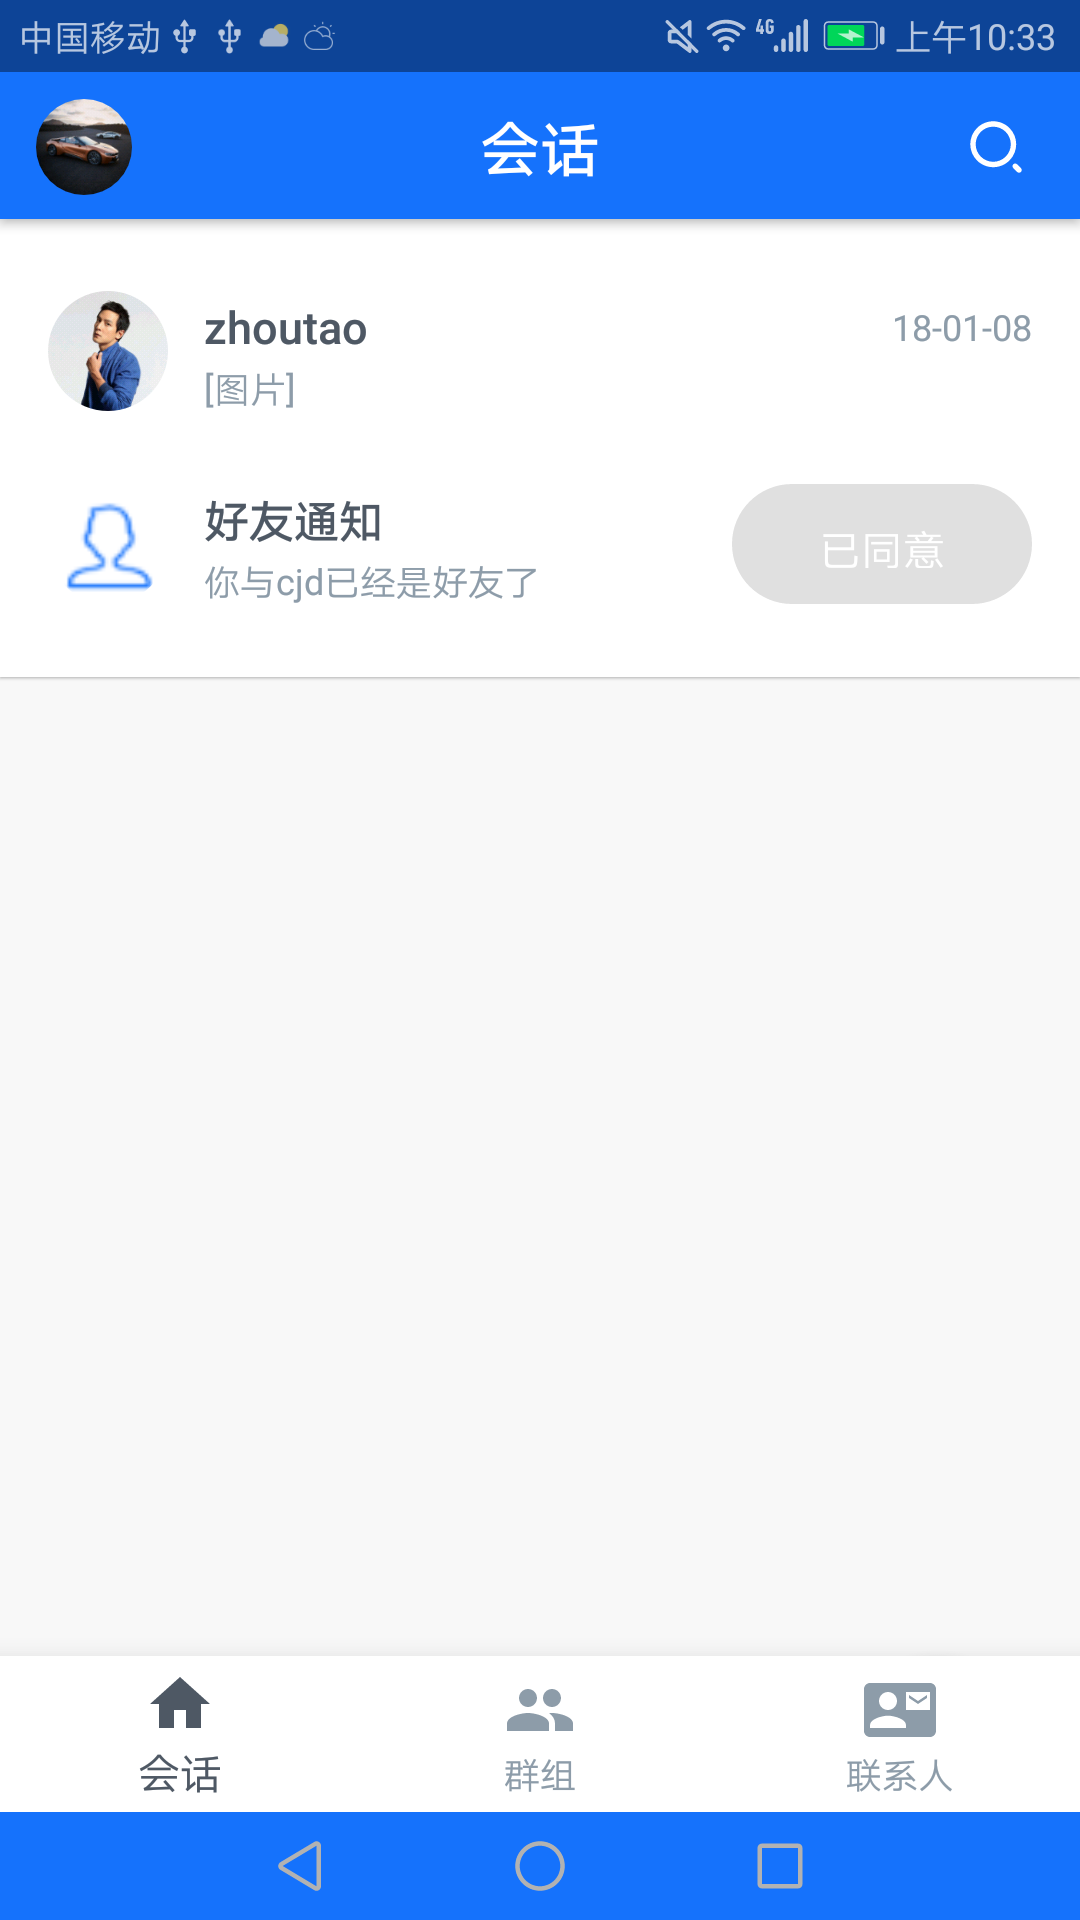 中国移动 4G 上午10:33
会话
zhoutao 18-01-08
[图片]
好友通知
已同意
你与cjd已经是好友了
会话 群组 联系人